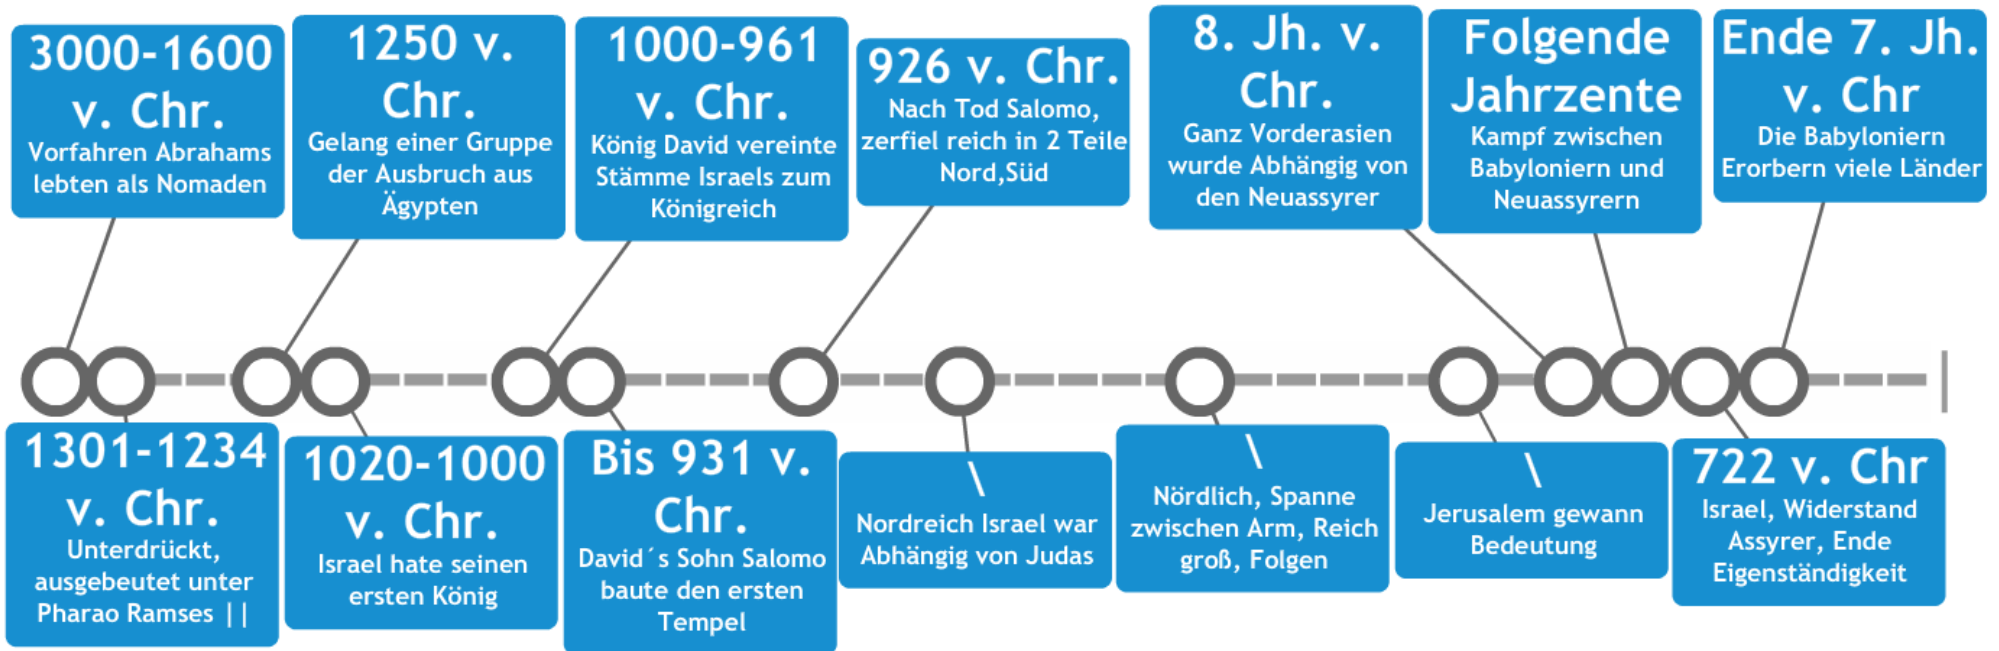 3000-1600
v. Chr.
Vorfahren Abrahams
lebten als Nomaden
1250 v.
Chr.
Gelang einer Gruppe
der Ausbruch aus
Ägypten
1000-961
v. Chr.
König David vereinte
Stämme Israels zum
Königreich
926 v. Chr.
Nach Tod Salomo,
zerfiel reich in 2 Teile
Nord,Süd
8. Jh. v.
Chr.
Ganz Vorderasien
wurde Abhängig von
den Neuassyrer
Folgende
Jahrzente
Kampf zwischen
Babyloniern und
Neuassyrern
Ende 7. Jh.
v. Chr
Die Babyloniern
Erorbern viele Länder
1301-1234
v. Chr.
Unterdrückt,
ausgebeutet unter
Pharao Ramses ||
1020-1000
v. Chr.
Israel hate seinen
ersten König
Bis 931 v.
Chr.
David´s Sohn Salomo
baute den ersten
Tempel
\
Nordreich Israel war
Abhängig von Judas
\
Nördlich, Spanne
zwischen Arm, Reich
groß, Folgen
\
Jerusalem gewann
Bedeutung
722 v. Chr
Israel, Widerstand
Assyrer, Ende
Eigenständigkeit